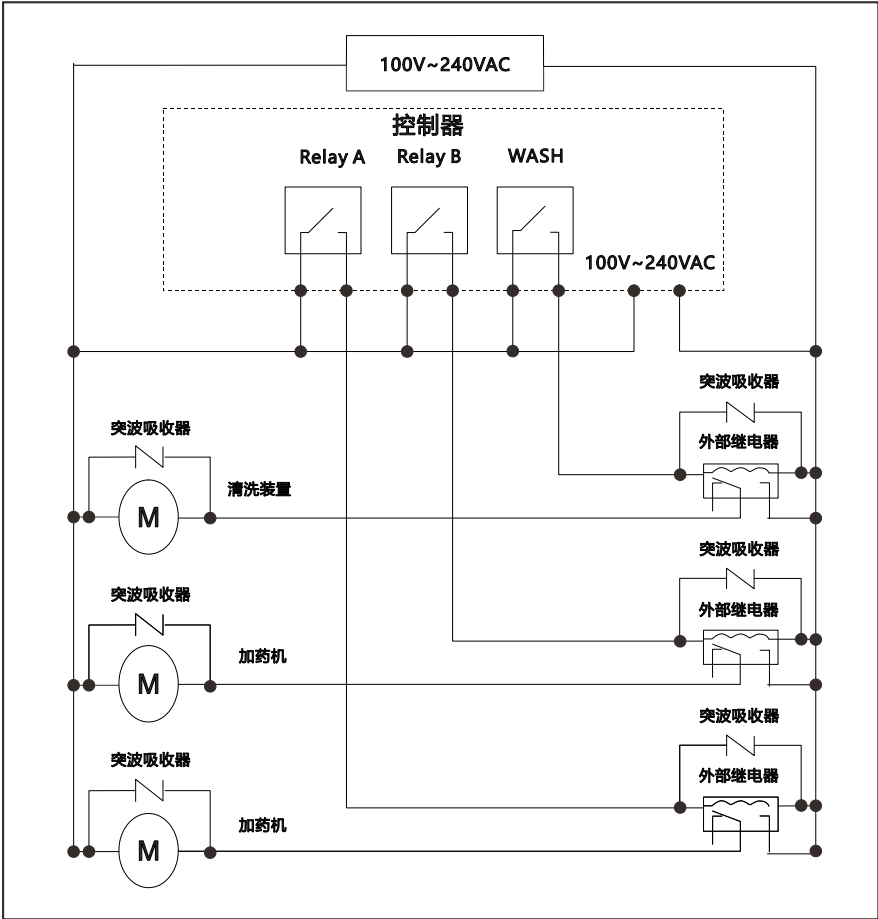 100V~240VAC
控制器
Relay A Relay B WASH
100V~240VAC
突波吸收器
外部继电器
突波吸收器
清洗装置
M
突波吸收器
外部继电器
突波吸收器
加药机
M
突波吸收器
外部继电器
突波吸收器
加药机
M